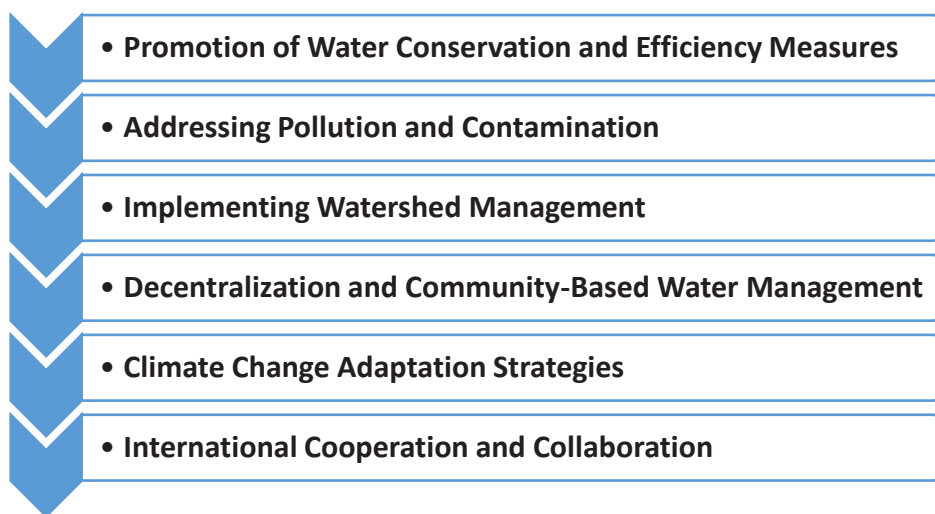 • Promotion of Water Conservation and Efficiency Measures
• Addressing Pollution and Contamination
• Implementing Watershed Management
• Decentralization and Community-Based Water Management
• Climate Change Adaptation Strategies
• International Cooperation and Collaboration